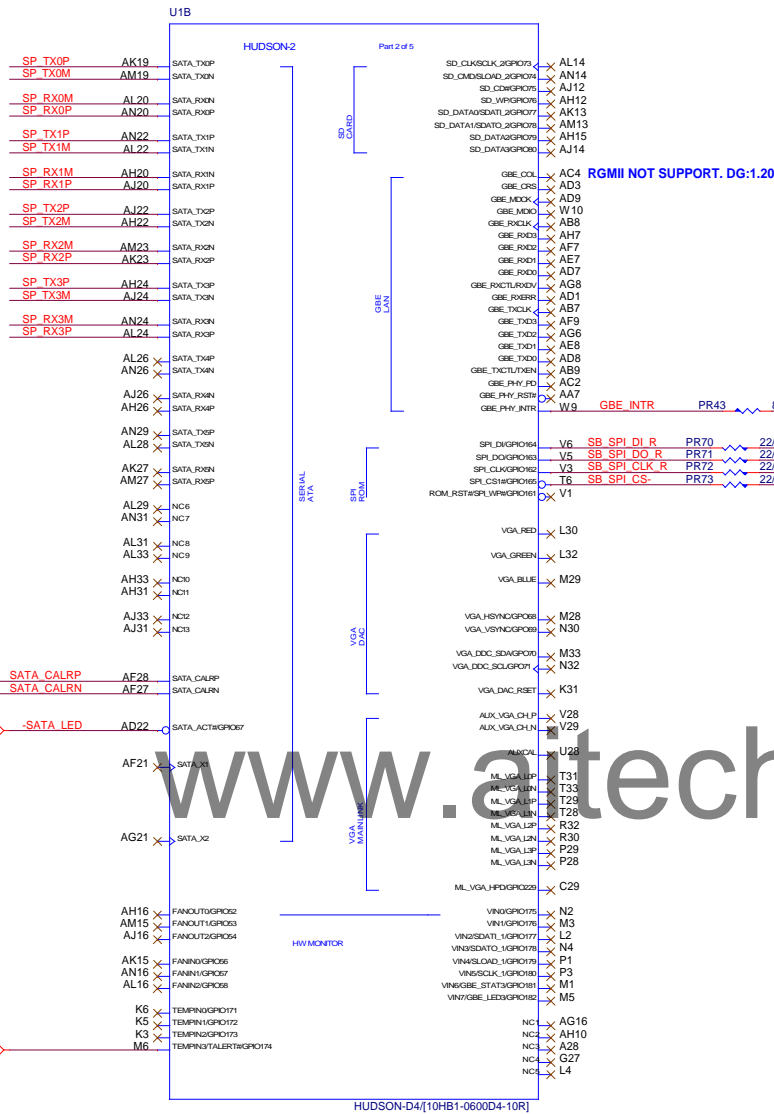 U1B
HUDSON-2 Part 2 of 5
SP_TX0P AK19 SATA_TX0P
SP_TX0M AM19 SATA_TX0N
SP_RX0M AL20 SATA_RX0N
SP_RX0P AN20 SATA_RX0P
SP_TX1P AN22 SATA_TX1P
SP_TX1M AL22 SATA_TX1N
SP_RX1M AH20 SATA_RX1N
SP_RX1P AJ20 SATA_RX1P
SP_TX2P AJ22 SATA_TX2P
SP_TX2M AH22 SATA_TX2N
SP_RX2M AM23 SATA_RX2N
SP_RX2P AK23 SATA_RX2P
SP_TX3P AH24 SATA_TX3P
SP_TX3M AJ24 SATA_TX3N
SP_RX3M AN24 SATA_RX3N
SP_RX3P AL24 SATA_RX3P
AL26 SATA_TX4P
AN26 SATA_TX4N
AJ26 SATA_RX4N
AH26 SATA_RX4P
AN29 SATA_TX5P
AL28 SATA_TX5N
AK27 SATA_RX5N
AM27 SATA_RX5P
AL29 NC6
AN31 NC7
AL31 NC8
AL33 NC9
AH33 NC10
AH31 NC11
AJ33 NC12
AJ31 NC13
SATA_CALRP AF28 SATA_CALRP
SATA_CALRN AF27 SATA_CALRN
-SATA_LED AD22 SATA_ACT#/GPIO67
AF21 SATA_X1
AG21 SATA_X2
AH16 FANOUT0/GPIO52
AM15 FANOUT1/GPIO53
AJ16 FANOUT2/GPIO54
AK15 FANIN0/GPIO56
AN16 FANIN1/GPIO57
AL16 FANIN2/GPIO58
K6 TEMPIN0/GPIO171
K5 TEMPIN1/GPIO172
K3 TEMPIN2/GPIO173
M6 TEMPIN3/TALERT#/GPIO174
SERIAL
ATA
SD
CARD
GBE
LAN
SPI
ROM
VGA
DAC
VGA
MAINLINK
HW MONITOR
SD_CLK/SCLK_2/GPIO73 AL14
SD_CMD/SLOAD_2/GPIO74 AN14
SD_CD#/GPIO75 AJ12
SD_WP/GPIO76 AH12
SD_DATA0/SDATI_2/GPIO77 AK13
SD_DATA1/SDATO_2/GPIO78 AM13
SD_DATA2/GPIO79 AH15
SD_DATA3/GPIO80 AJ14
GBE_COL AC4 RGMII NOT SUPPORT. DG:1.20
GBE_CRS AD3
GBE_MDCK AD9
GBE_MDIO W10
GBE_RXCLK AB8
GBE_RXD3 AH7
GBE_RXD2 AF7
GBE_RXD1 AE7
GBE_RXD0 AD7
GBE_RXCTL/RXDV AG8
GBE_RXERR AD1
GBE_TXCLK AB7
GBE_TXD3 AF9
GBE_TXD2 AG6
GBE_TXD1 AE8
GBE_TXD0 AD8
GBE_TXCTL/TXEN AB9
GBE_PHY_PD AC2
GBE_PHY_RST# AA7
GBE_PHY_INTR W9 GBE_INTR PR43 8
SPI_DI/GPIO164 V6 SB_SPI_DI_R PR70 22/
SPI_DO/GPIO163 V5 SB_SPI_DO_R PR71 22/
SPI_CLK/GPIO162 V3 SB_SPI_CLK_R PR72 22/
SPI_CS1#/GPIO165 T6 SB_SPI_CS- PR73 22/
ROM_RST#/SPI_WP#/GPIO161 V1
VGA_RED L30
VGA_GREEN L32
VGA_BLUE M29
VGA_HSYNC/GPO68 M28
VGA_VSYNC/GPO69 N30
VGA_DDC_SDA/GPO70 M33
VGA_DDC_SCL/GPO71 N32
VGA_DAC_RSET K31
AUX_VGA_CH_P V28
AUX_VGA_CH_N V29
AUXCAL U28
ML_VGA_L0P T31
ML_VGA_L0N T33
ML_VGA_L1P T29
ML_VGA_L1N T28
ML_VGA_L2P R32
ML_VGA_L2N R30
ML_VGA_L3P P29
ML_VGA_L3N P28
ML_VGA_HPD/GPIO229 C29
VIN0/GPIO175 N2
VIN1/GPIO176 M3
VIN2/SDATI_1/GPIO177 L2
VIN3/SDATO_1/GPIO178 N4
VIN4/SLOAD_1/GPIO179 P1
VIN5/SCLK_1/GPIO180 P3
VIN6/GBE_STAT3/GPIO181 M1
VIN7/GBE_LED3/GPIO182 M5
NC1 AG16
NC2 AH10
NC3 A28
NC4 G27
NC5 L4
www.aitech
HUDSON-D4/[10HB1-0600D4-10R]